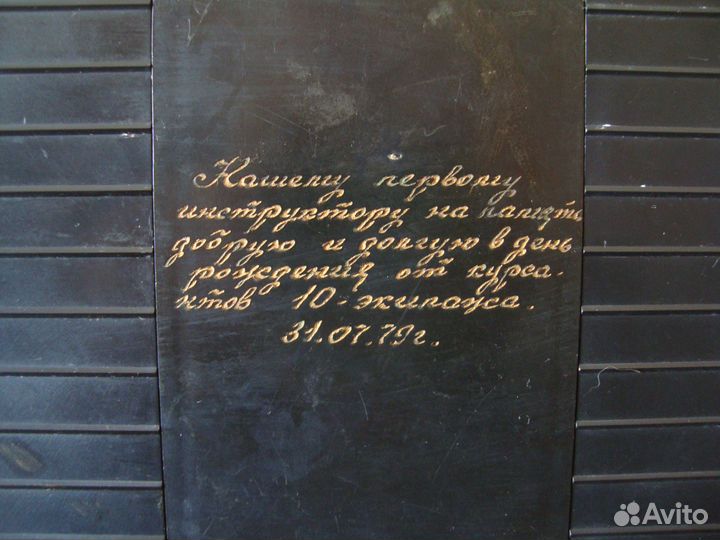 Нашему первому
инструктору на память
добрую и долгую в день
рождения от курса-
нтов 10-экипажа.
31.07.79г.
Avito